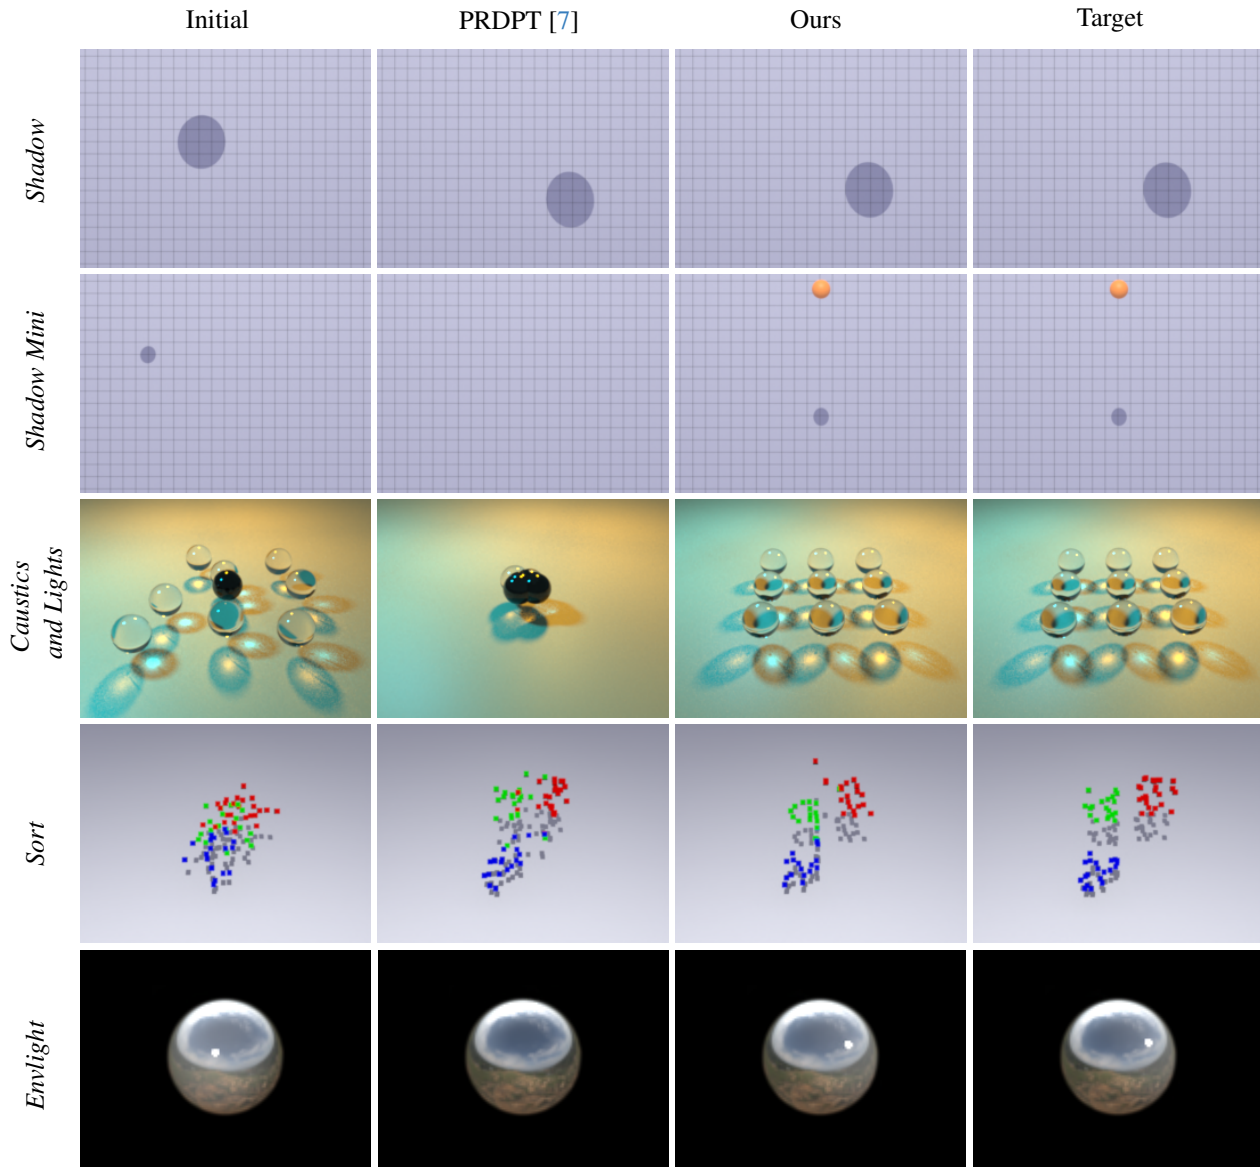 Initial PRDPT [7] Ours Target
Shadow
Shadow Mini
Caustics
and Lights
Sort
Envlight